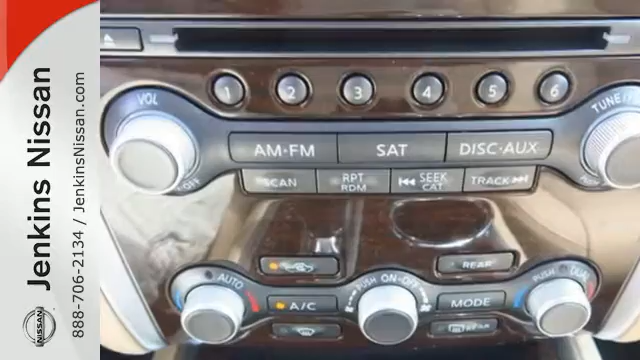 Jenkins Nissan
888-706-2134 / JenkinsNissan.com
NISSAN
1 2 3 4 5 6
VOL
TUNE
AM·FM SAT DISC·AUX
SCAN RPT RDM SEEK CAT TRACK
AUTO
PUSH ON·OFF
REAR
PUSH DUAL
A/C
MODE
REAR